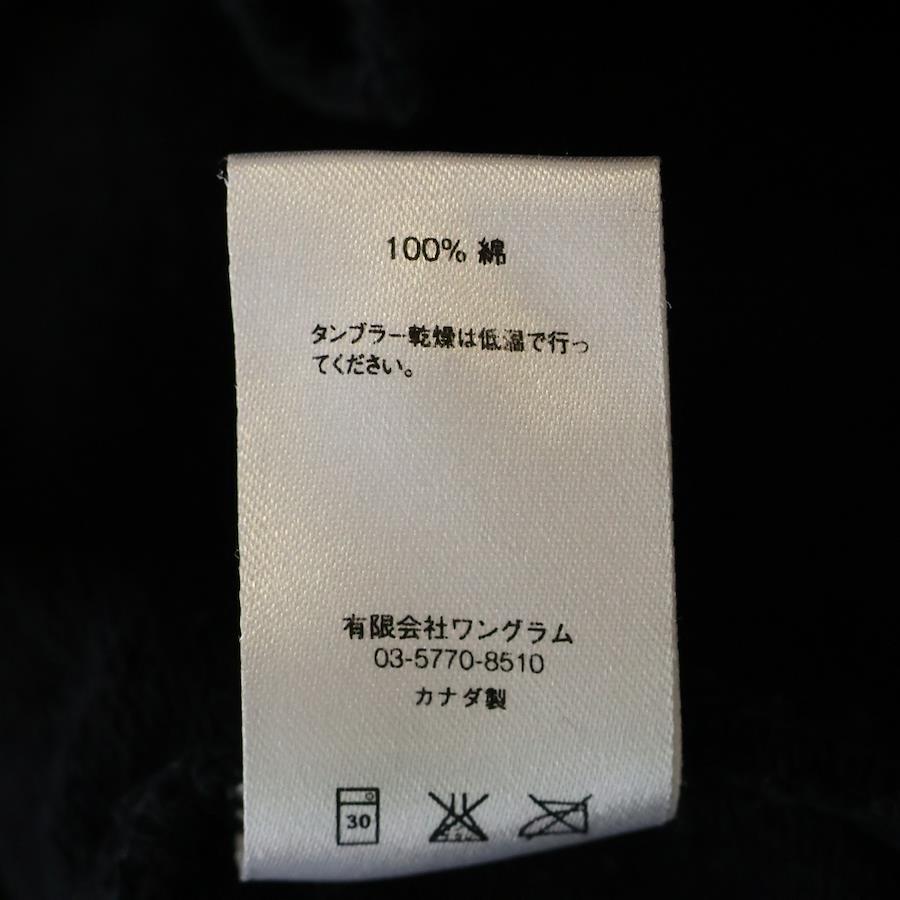 100% 綿
タンブラー乾燥は低温で行っ
てください。
有限会社ワングラム
03-5770-8510
カナダ製
30